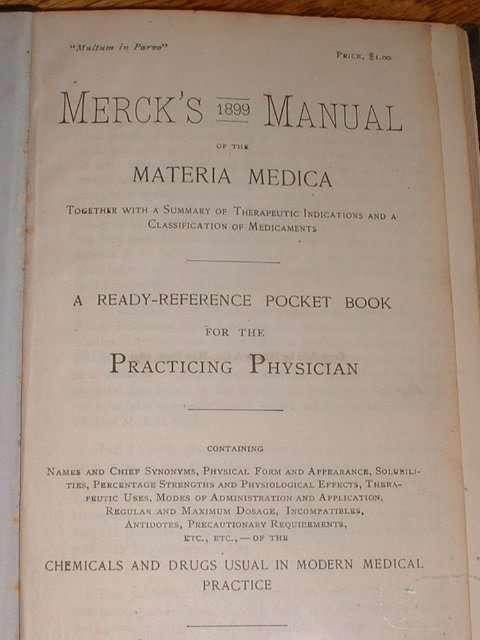 "Multum in Parvo"
PRICE, $1.00
MERCK'S 1899 MANUAL
OF THE
MATERIA MEDICA
TOGETHER WITH A SUMMARY OF THERAPEUTIC INDICATIONS AND A
CLASSIFICATION OF MEDICAMENTS
A READY-REFERENCE POCKET BOOK
FOR THE
PRACTICING PHYSICIAN
CONTAINING
NAMES AND CHIEF SYNONYMS, PHYSICAL FORM AND APPEARANCE, SOLUBILI-
TIES, PERCENTAGE STRENGTHS AND PHYSIOLOGICAL EFFECTS, THERA-
PEUTIC USES, MODES OF ADMINISTRATION AND APPLICATION,
REGULAR AND MAXIMUM DOSAGE, INCOMPATIBLES,
ANTIDOTES, PRECAUTIONARY REQUIREMENTS,
ETC., ETC.,—OF THE
CHEMICALS AND DRUGS USUAL IN MODERN MEDICAL
PRACTICE